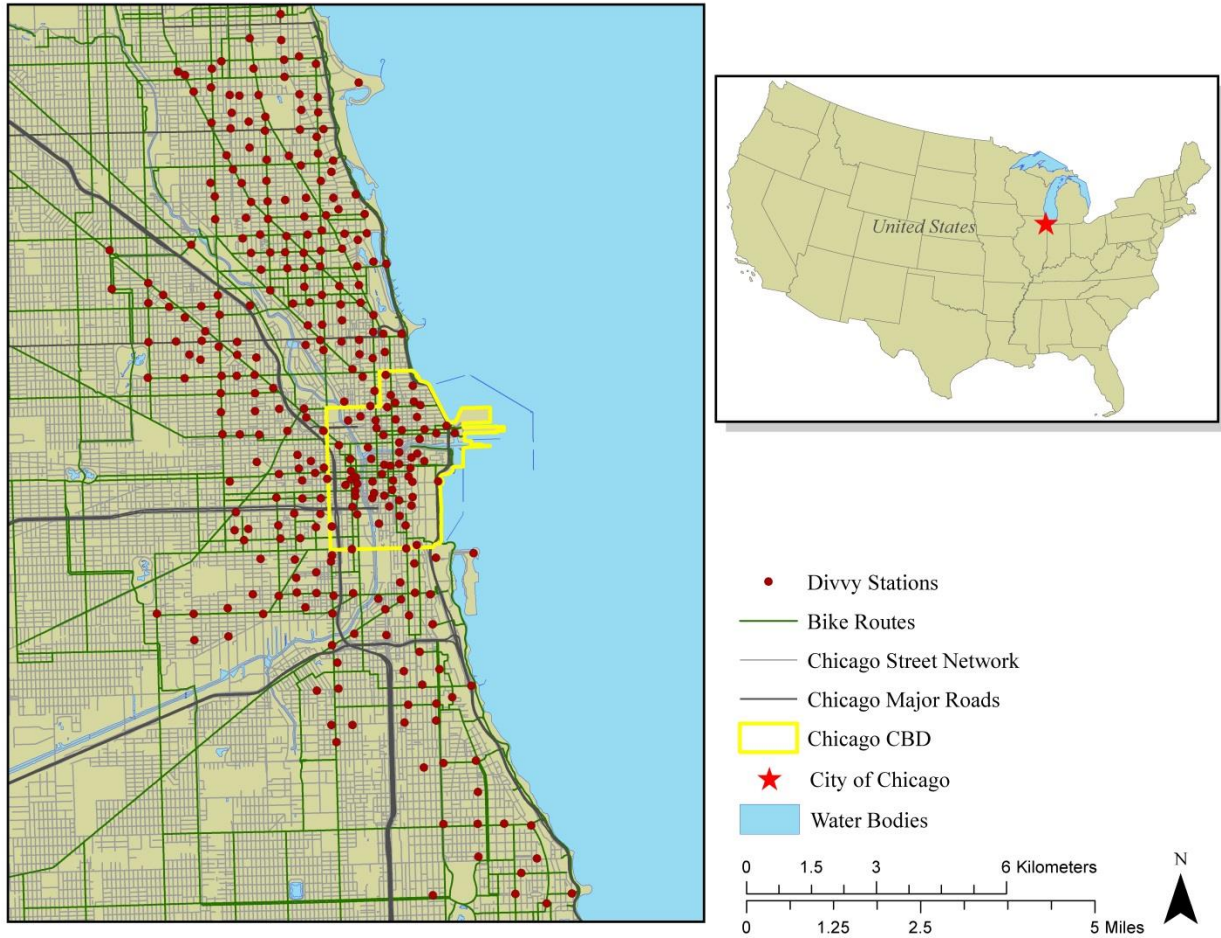 United States
Divvy Stations
Bike Routes
Chicago Street Network
Chicago Major Roads
Chicago CBD
City of Chicago
Water Bodies
0 1.5 3 6 Kilometers
0 1.25 2.5 5 Miles
N